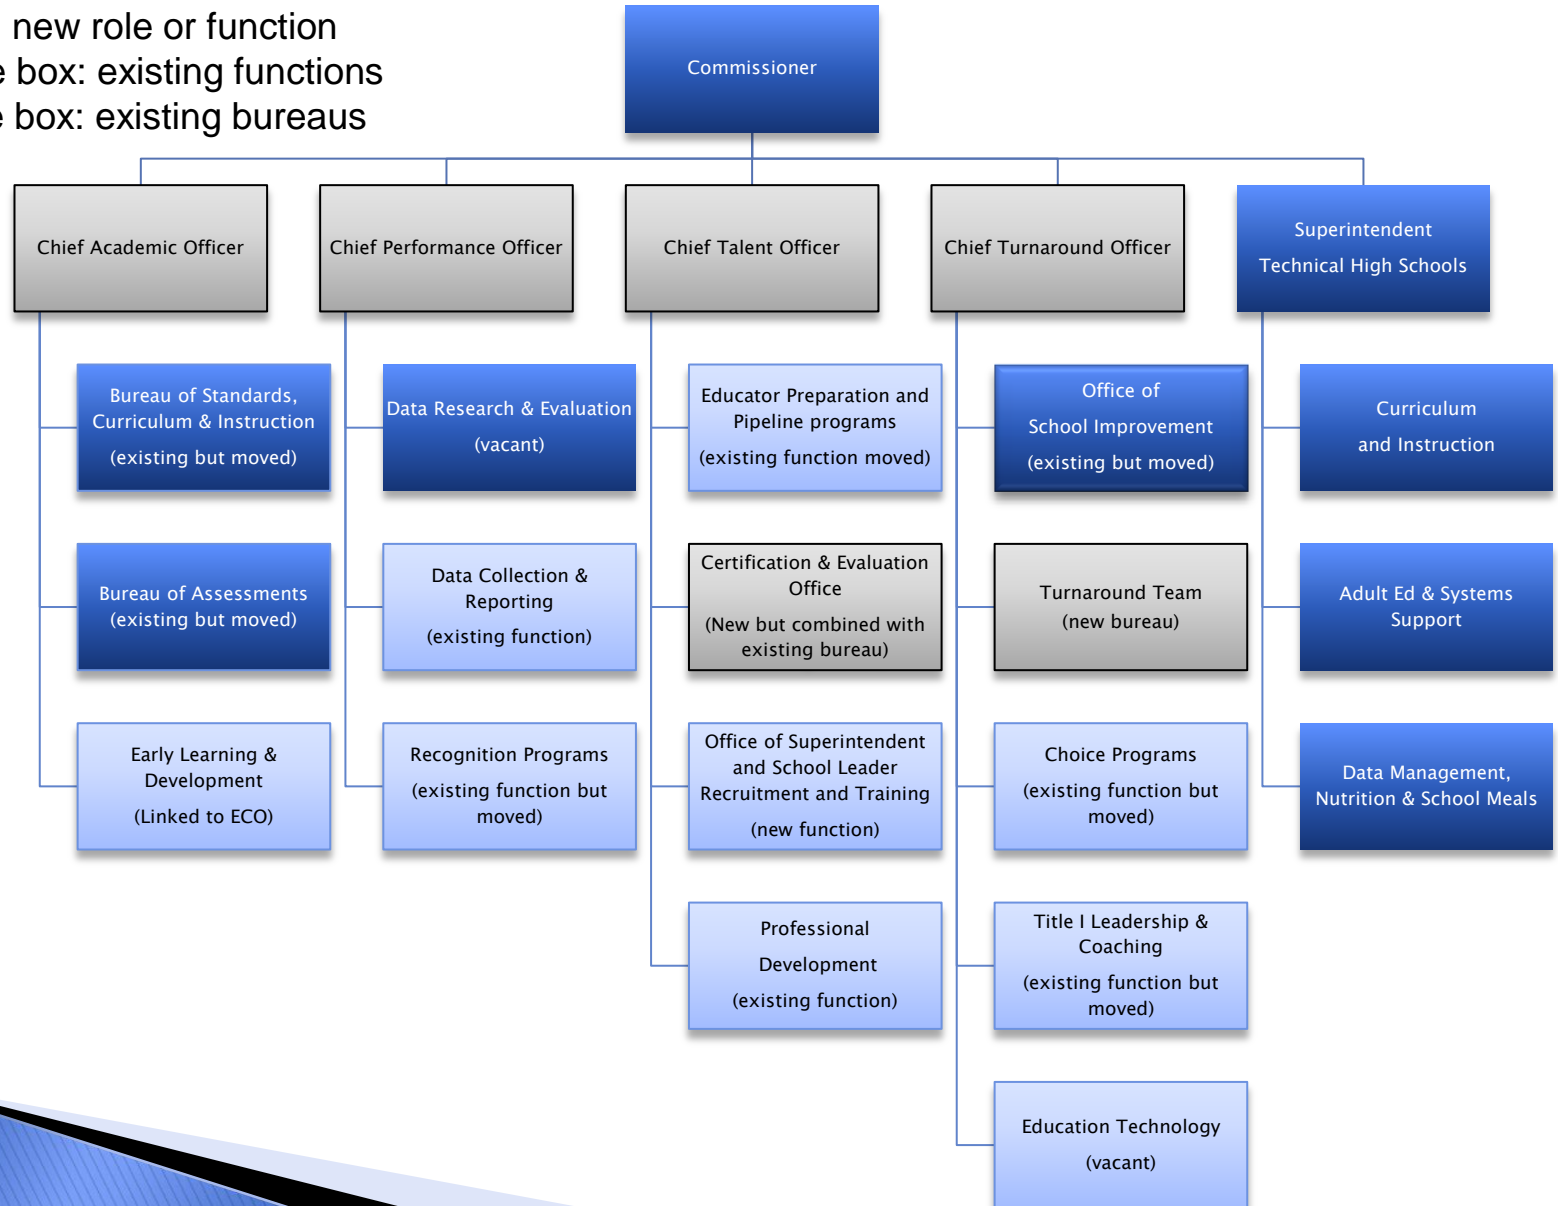 new role or function
e box: existing functions
e box: existing bureaus
Commissioner
Chief Academic Officer
Chief Performance Officer
Chief Talent Officer
Chief Turnaround Officer
Superintendent
Technical High Schools
Bureau of Standards,
Curriculum & Instruction
(existing but moved)
Data Research & Evaluation
(vacant)
Educator Preparation and
Pipeline programs
(existing function moved)
Office of
School Improvement
(existing but moved)
Curriculum
and Instruction
Bureau of Assessments
(existing but moved)
Data Collection &
Reporting
(existing function)
Certification & Evaluation
Office
(New but combined with
existing bureau)
Turnaround Team
(new bureau)
Adult Ed & Systems
Support
Early Learning &
Development
(Linked to ECO)
Recognition Programs
(existing function but
moved)
Office of Superintendent
and School Leader
Recruitment and Training
(new function)
Choice Programs
(existing function but
moved)
Data Management,
Nutrition & School Meals
Professional
Development
(existing function)
Title I Leadership &
Coaching
(existing function but
moved)
Education Technology
(vacant)